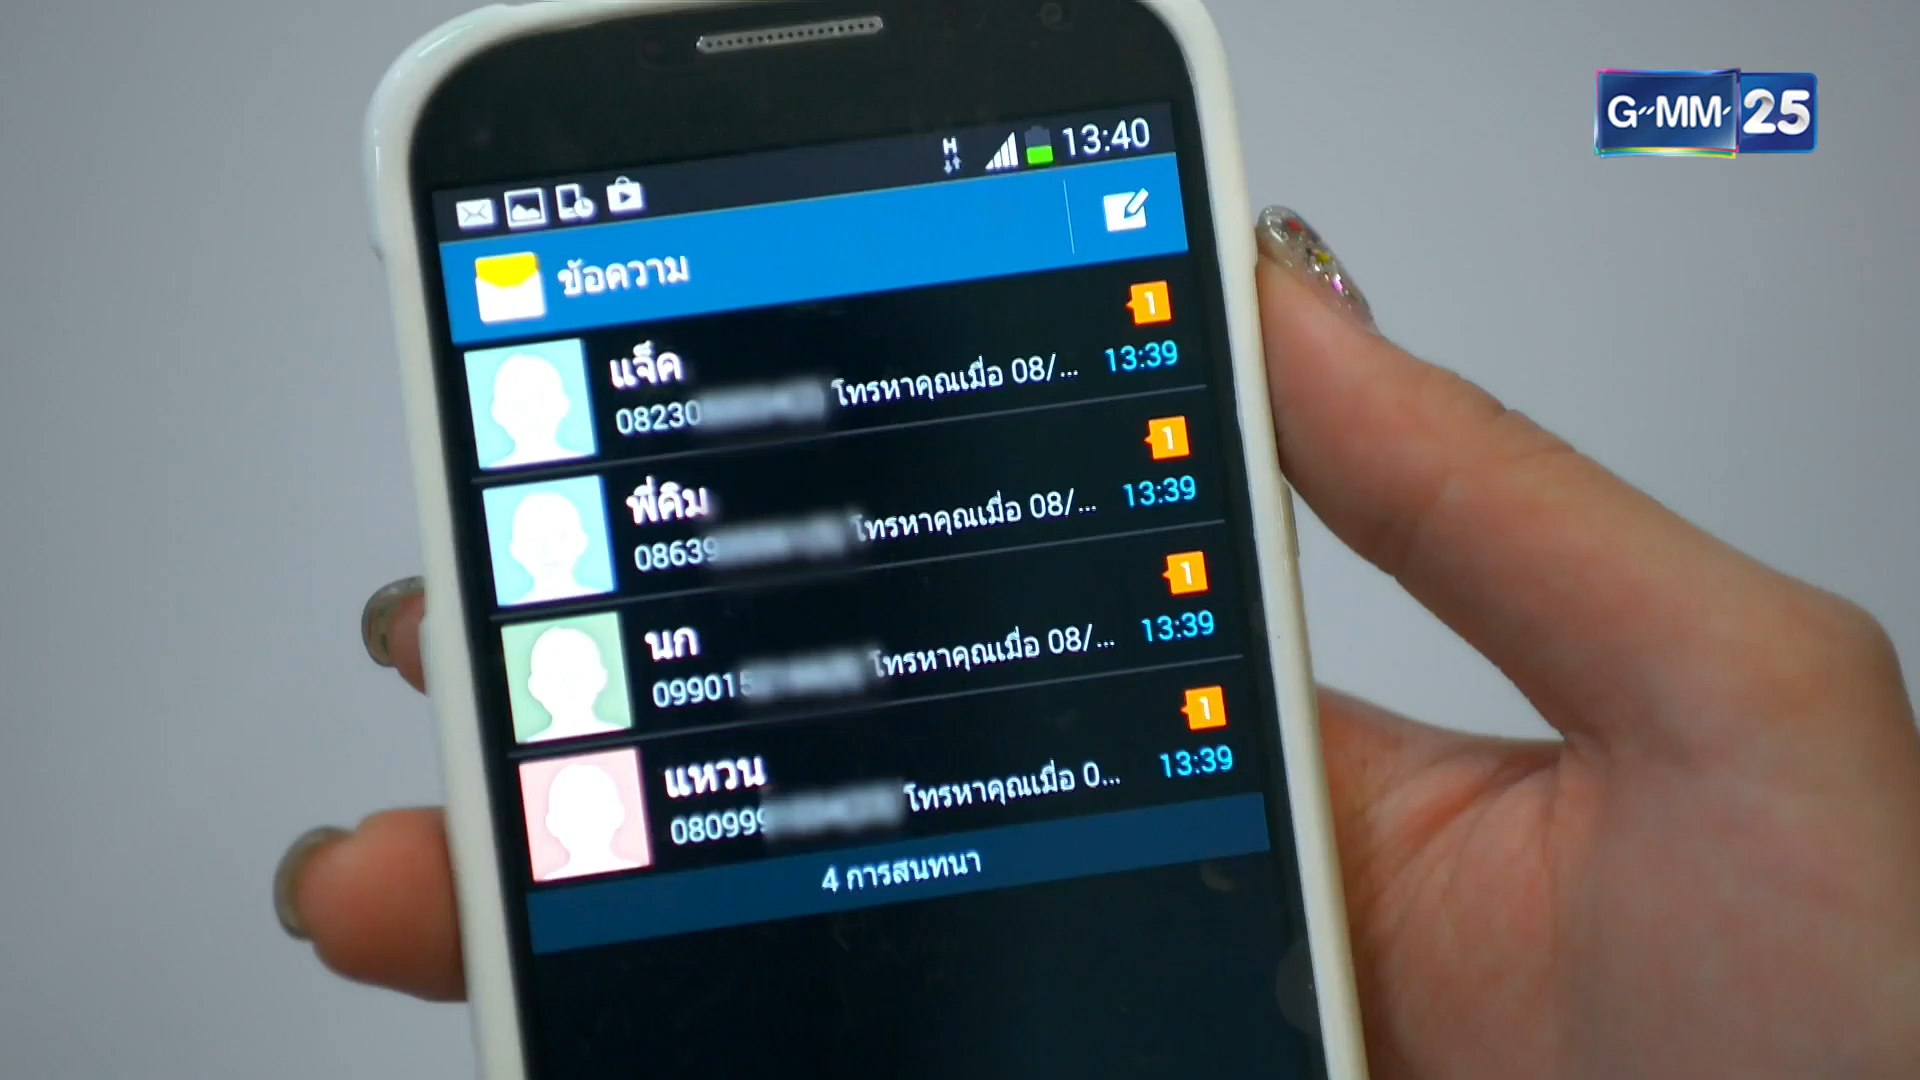 GMM 25
H 13:40
ข้อความ
1
แจ็ค
08230 โทรหาคุณเมื่อ 08/... 13:39
1
พี่คิม
08639 โทรหาคุณเมื่อ 08/... 13:39
1
นก
099015 โทรหาคุณเมื่อ 08/... 13:39
1
แหวน
080999 โทรหาคุณเมื่อ 0... 13:39
4 การสนทนา